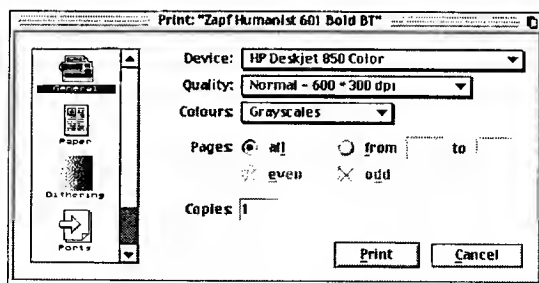 Print: "Zapf Humanist 601 Bold BT"
Device: HP Deskjet 850 Color
General
Quality: Normal - 600 * 300 dpi
Colours: Grayscales
Paper
Pages: all from to
even odd
Dithering
Copies: 1
Ports
Print Cancel